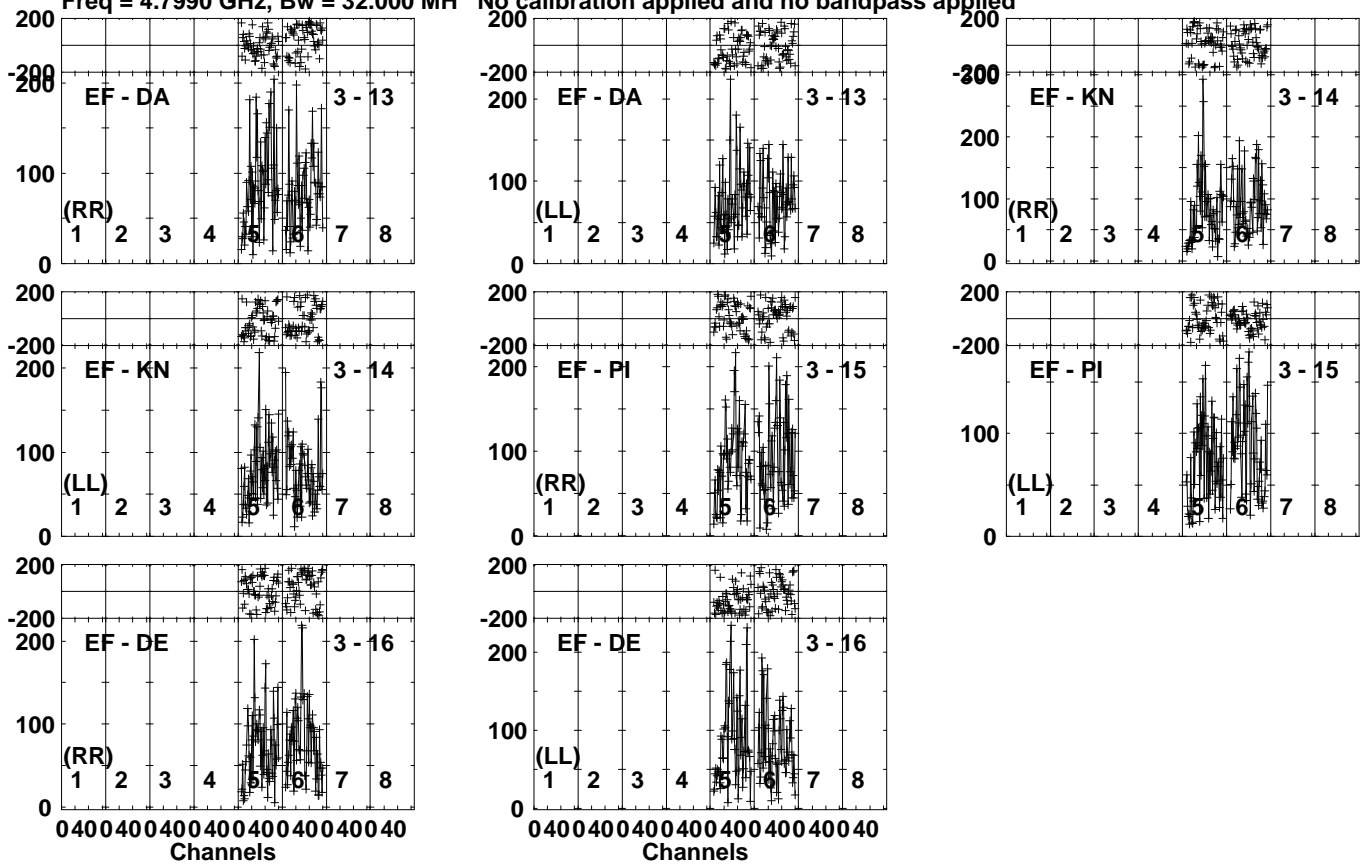 Freq = 4.7990 GHz, Bw = 32.000 MH No calibration applied and no bandpass applied
200 200 200
-200 -200 -200
200 EF - DA 3 - 13 200 EF - DA 3 - 13 300 EF - KN 3 - 14
200
100 100 100
(RR) (LL) (RR)
1 2 3 4 5 6 7 8 1 2 3 4 5 6 7 8 1 2 3 4 5 6 7 8
0 0 0
200 200 200
-200 -200 -200
200 EF - KN 3 - 14 200 EF - PI 3 - 15 EF - PI 3 - 15
100 100 100
(LL) (RR) (LL)
1 2 3 4 5 6 7 8 1 2 3 4 5 6 7 8 1 2 3 4 5 6 7 8
0 0 0
200 200
-200 -200
200 EF - DE 3 - 16 200 EF - DE 3 - 16
100 100
(RR) (LL)
1 2 3 4 5 6 7 8 1 2 3 4 5 6 7 8
0 0
0 40 0 40 0 40 0 40 0 40 0 40 0 40 0 40 0 40 0 40 0 40 0 40 0 40 0 40 0 40 0 40
Channels Channels